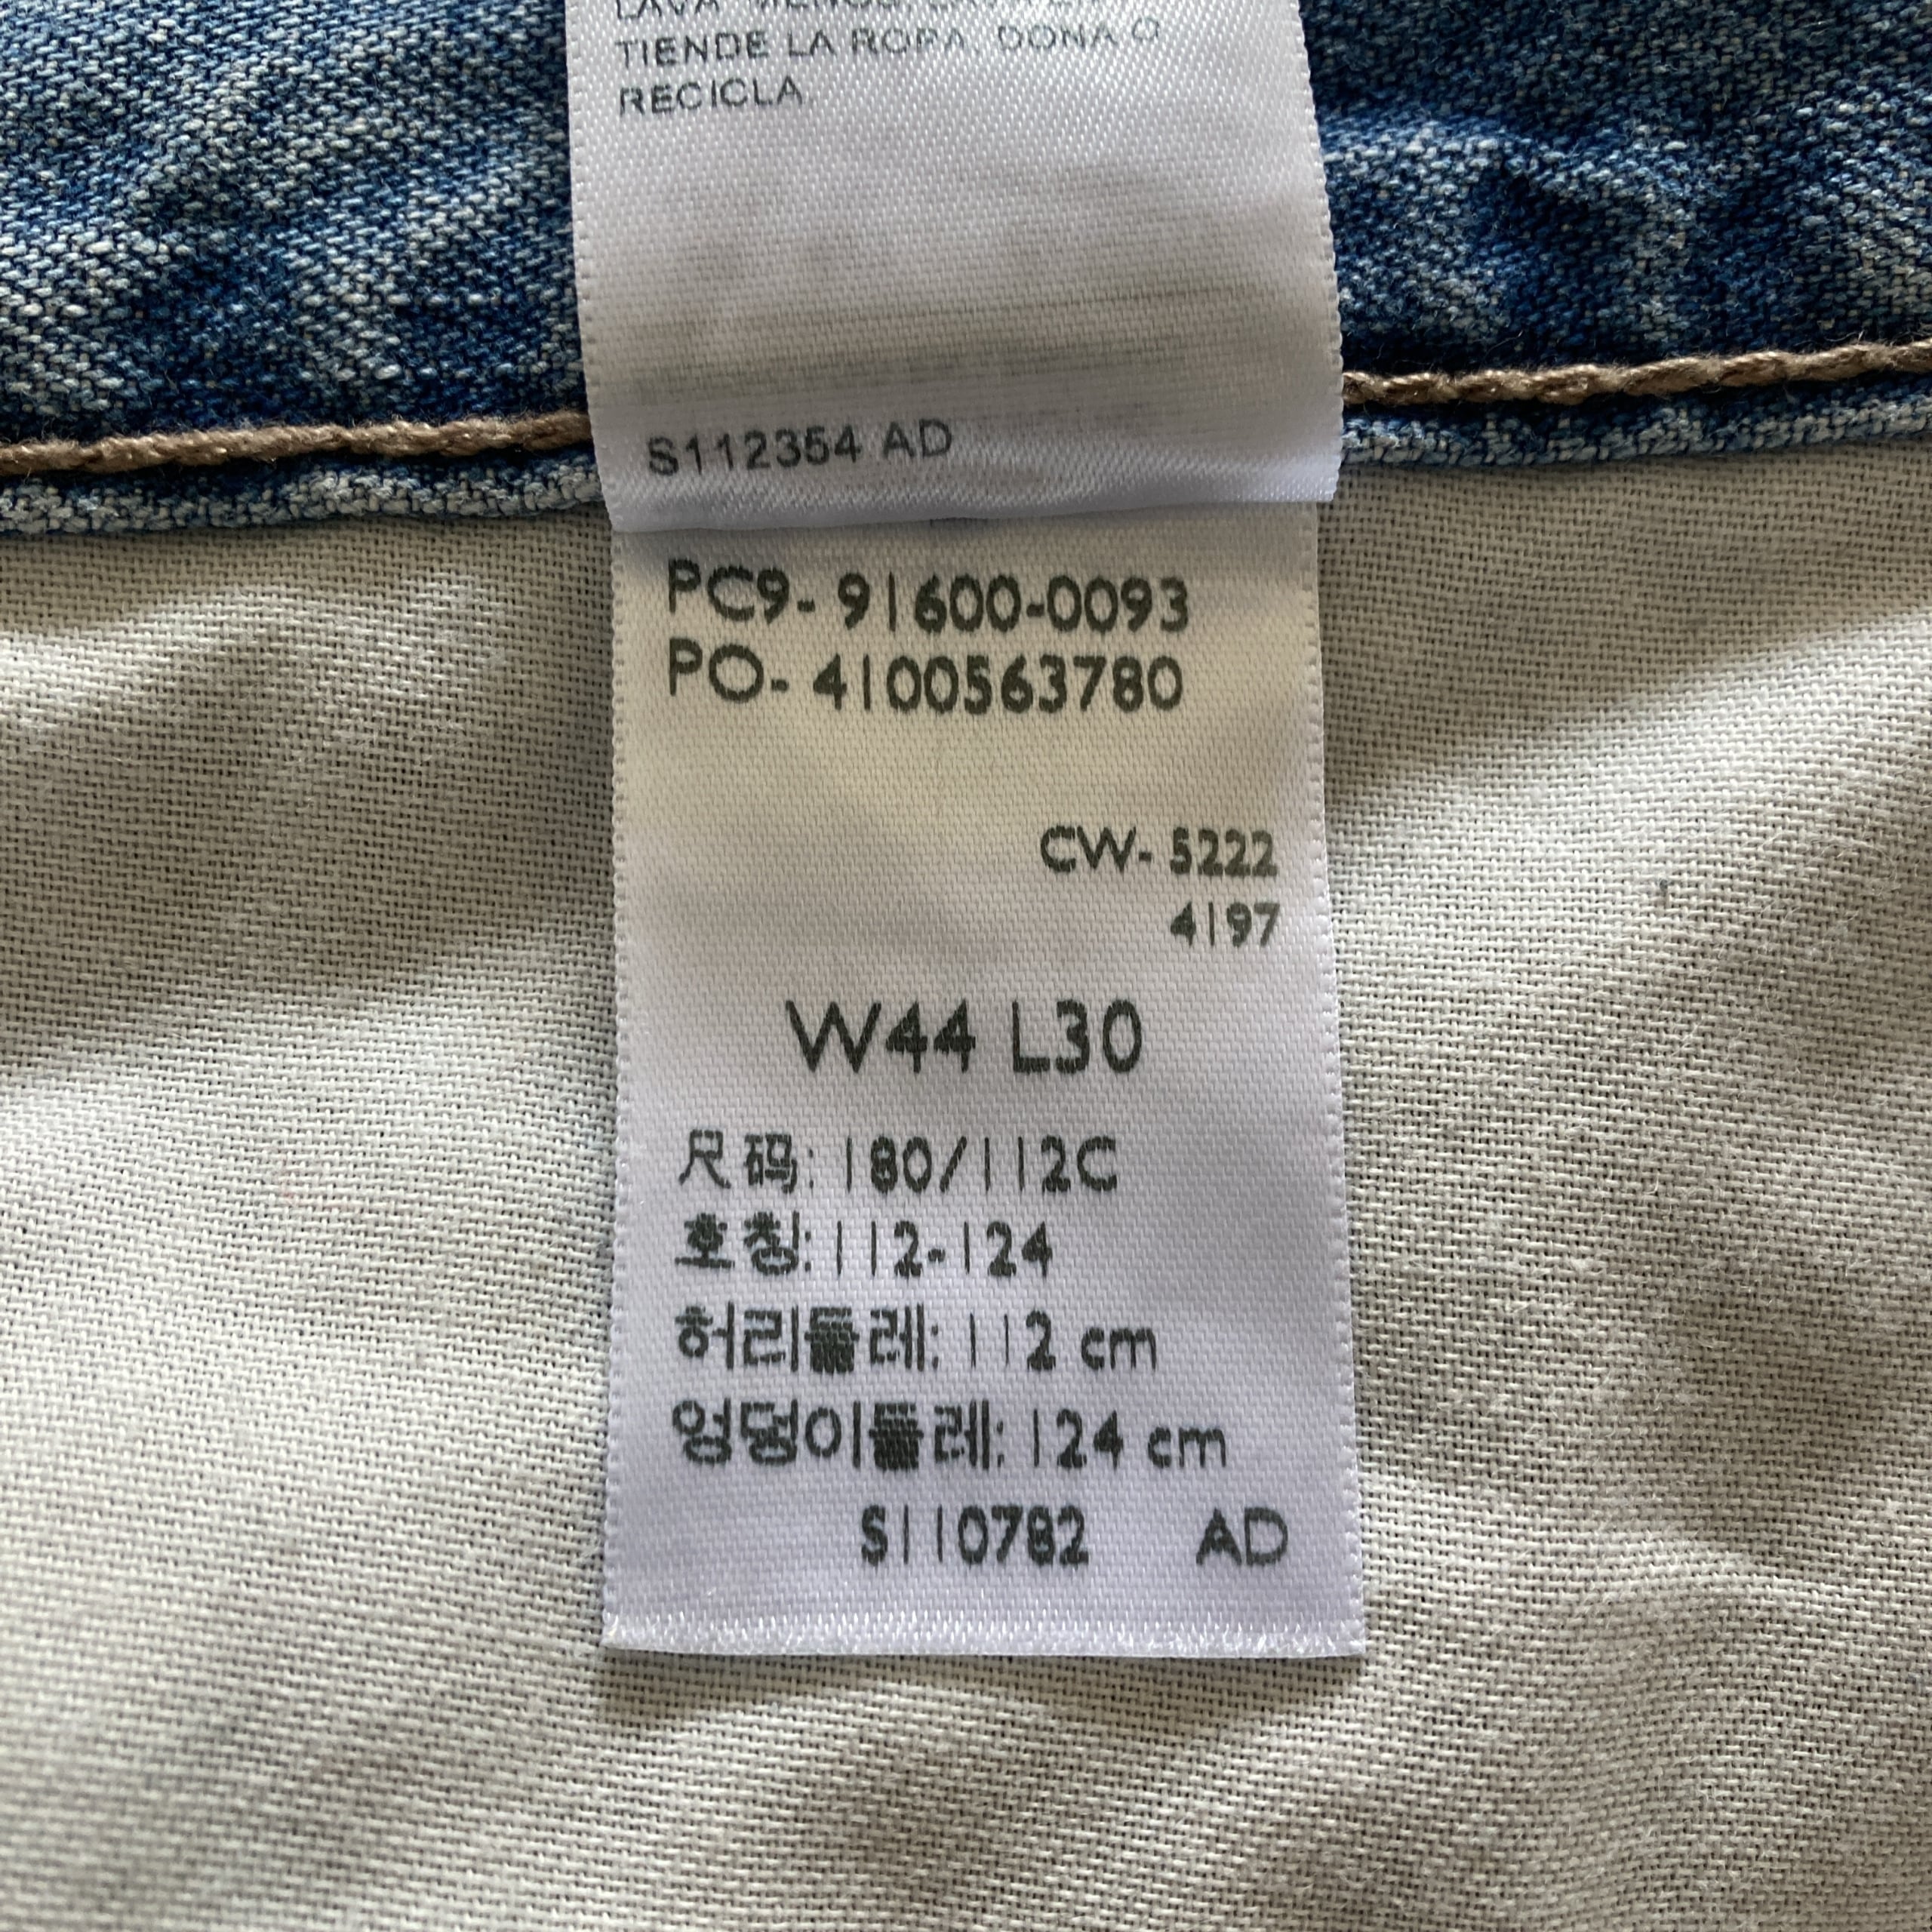 TIENDE LA ROPA, DONA O
RECICLA
S112354 AD
PC9- 91600-0093
PO- 4100563780
CW- 5222
4197
W44 L30
尺码: 180/112C
호칭: 112-124
허리둘레: 112 cm
엉덩이둘레: 124 cm
S110782 AD